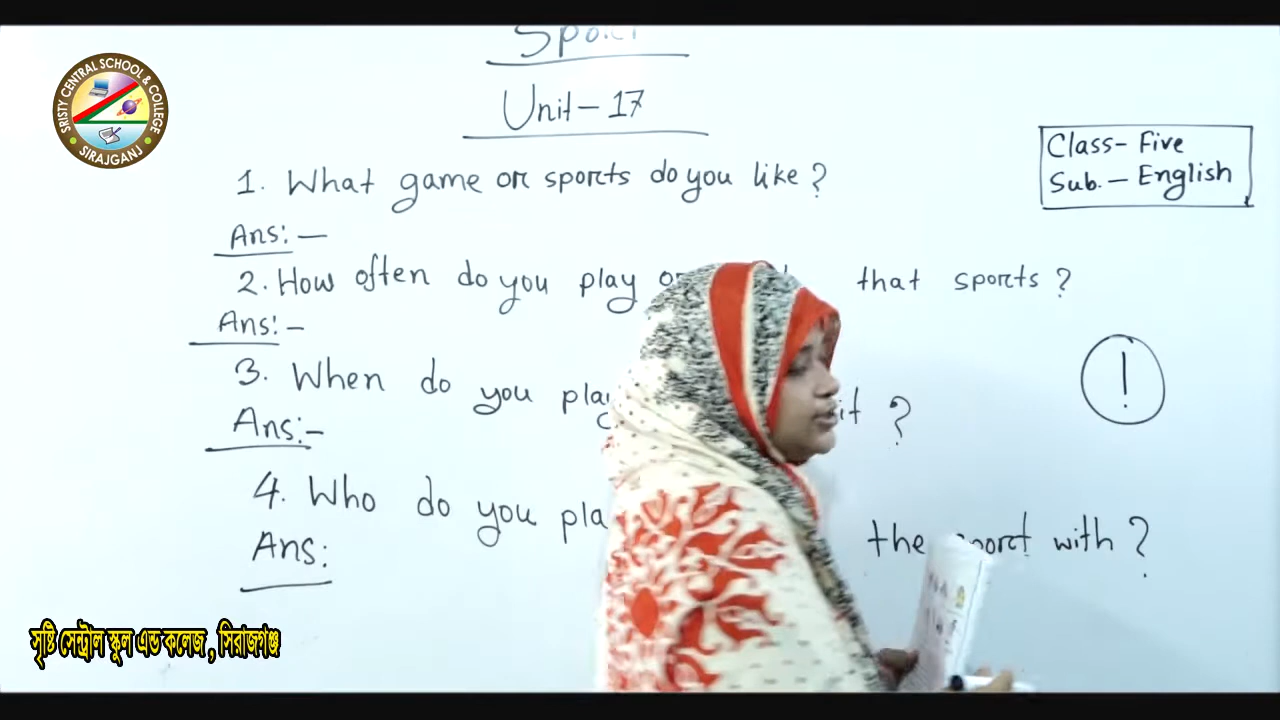 SRISTY CENTRAL SCHOOL & COLLEGE
SIRAJGANJ
Unit - 17
Class - Five
Sub. - English
1. What game or sports do you like ?
Ans: -
2. How often do you play that sports ?
Ans: -
3. When do you play it ?
Ans: -
4. Who do you the sport with ?
Ans:
!
সৃষ্টি সেন্ট্রাল স্কুল এন্ড কলেজ , সিরাজগঞ্জ